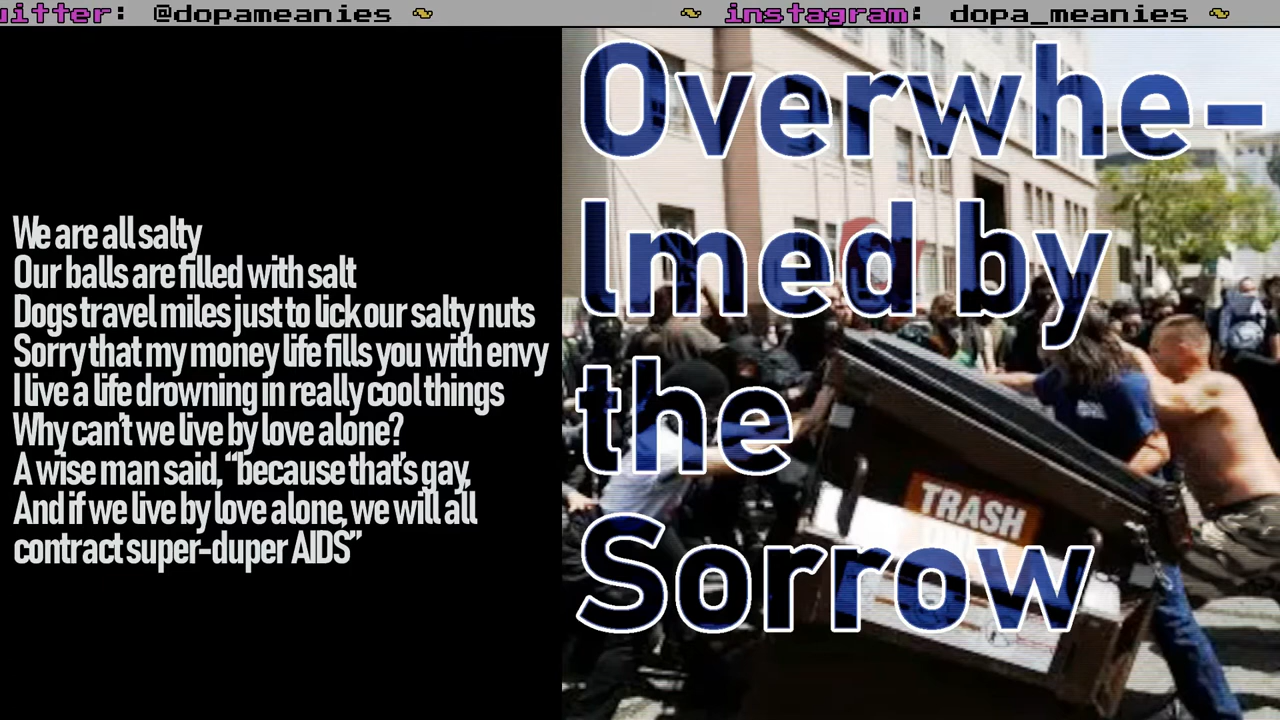 uitter: @dopameanies
instagram: dopa_meanies
We are all salty
Our balls are filled with salt
Dogs travel miles just to lick our salty nuts
Sorry that my money life fills you with envy
I live a life drowning in really cool things
Why can't we live by love alone?
A wise man said, “because that's gay,
And if we live by love alone, we will all
contract super-duper AIDS”
Overwhe-
lmed by
the
Sorrow
TRASH